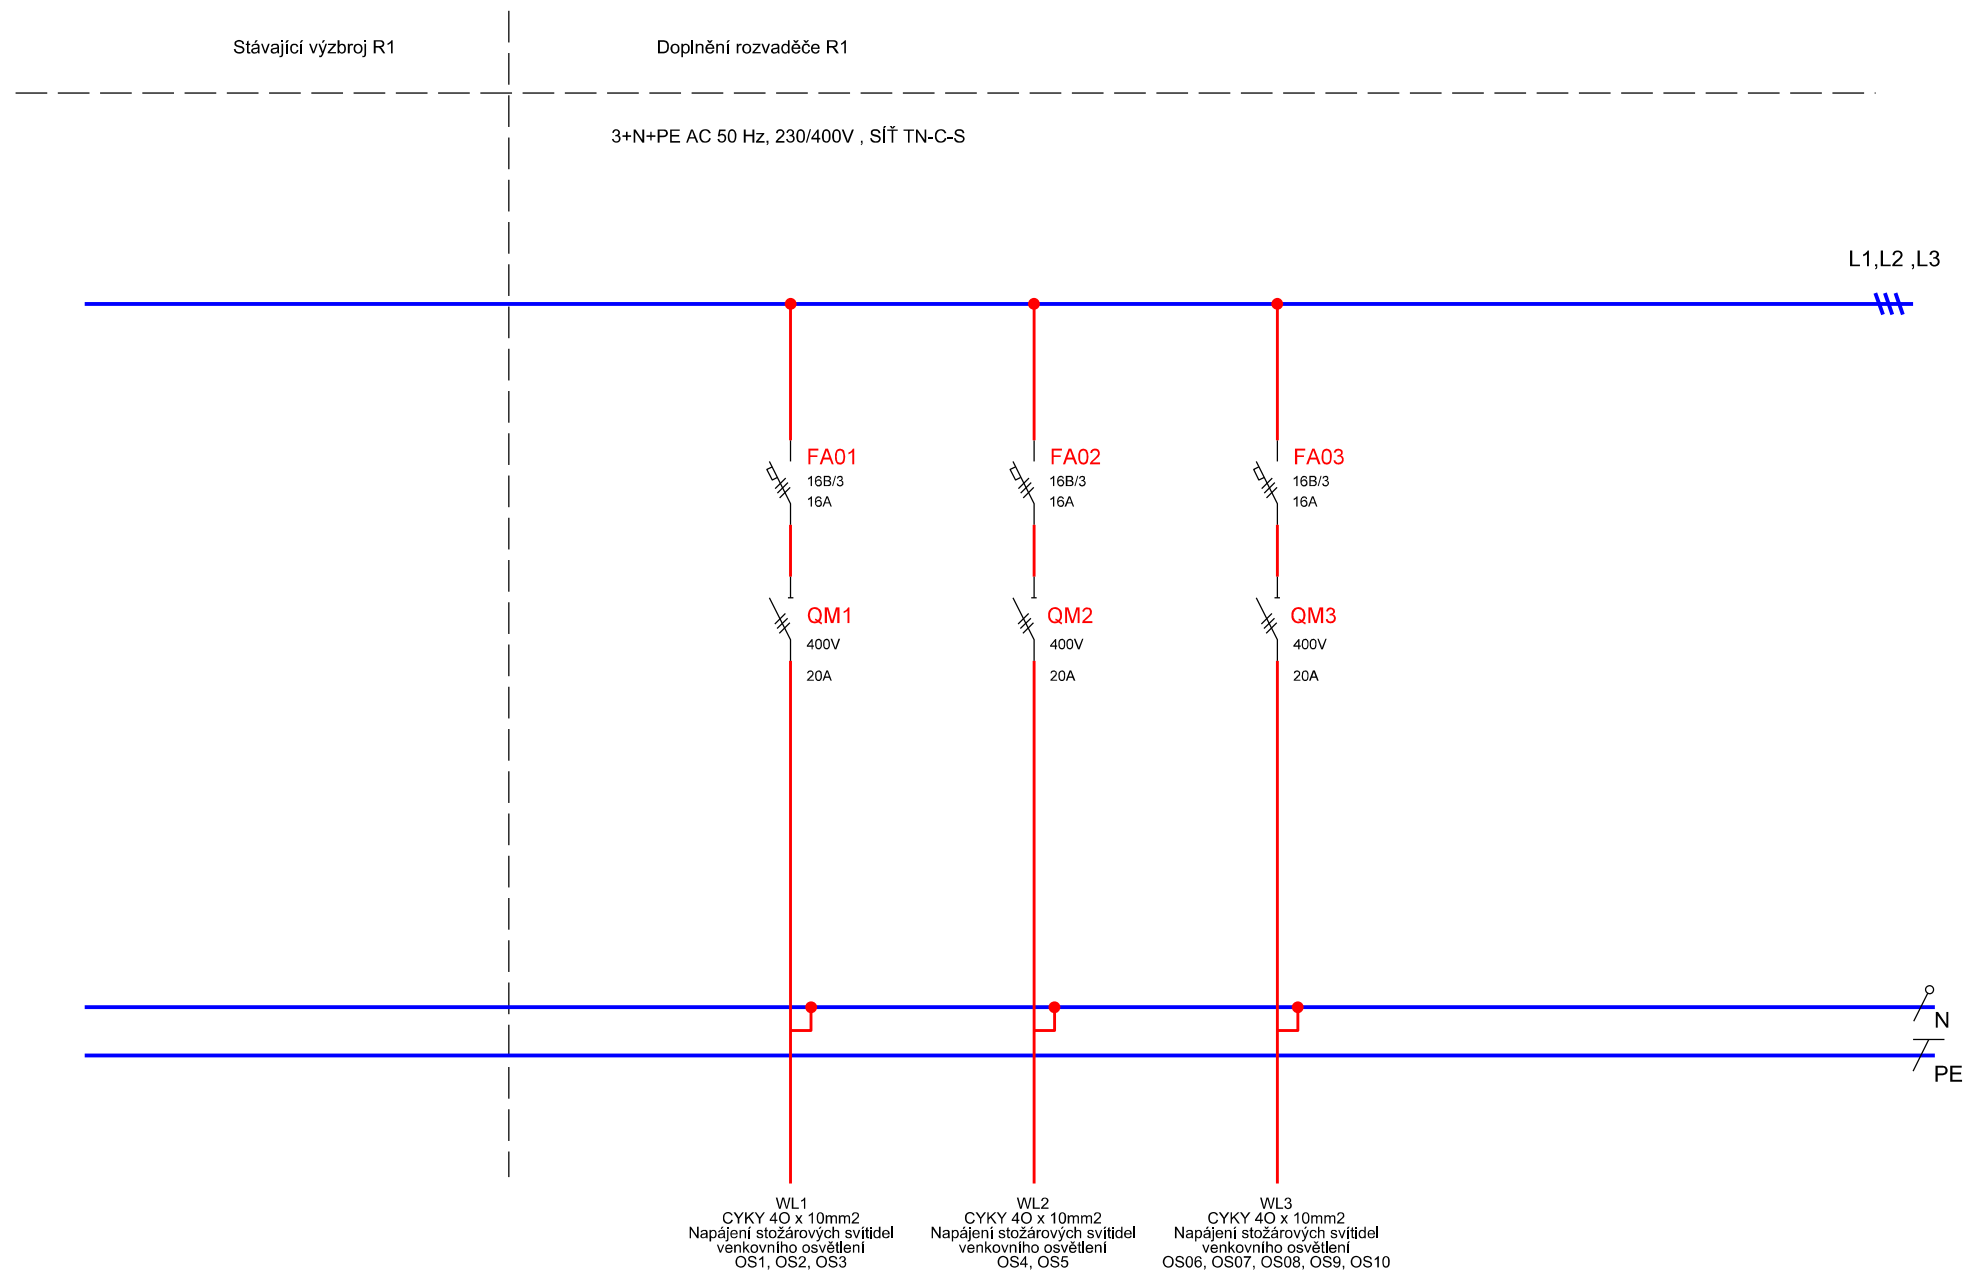 Stávající výzbroj R1
Doplnění rozvaděče R1
3+N+PE AC 50 Hz, 230/400V , SÍŤ TN-C-S
L1,L2 ,L3
FA01
16B/3
16A
FA02
16B/3
16A
FA03
16B/3
16A
QM1
400V
20A
QM2
400V
20A
QM3
400V
20A
N
PE
WL1
CYKY 4O x 10mm2
Napájení stožárových svítidel
venkovního osvětlení
OS1, OS2, OS3
WL2
CYKY 4O x 10mm2
Napájení stožárových svítidel
venkovního osvětlení
OS4, OS5
WL3
CYKY 4O x 10mm2
Napájení stožárových svítidel
venkovního osvětlení
OS06, OS07, OS08, OS9, OS10